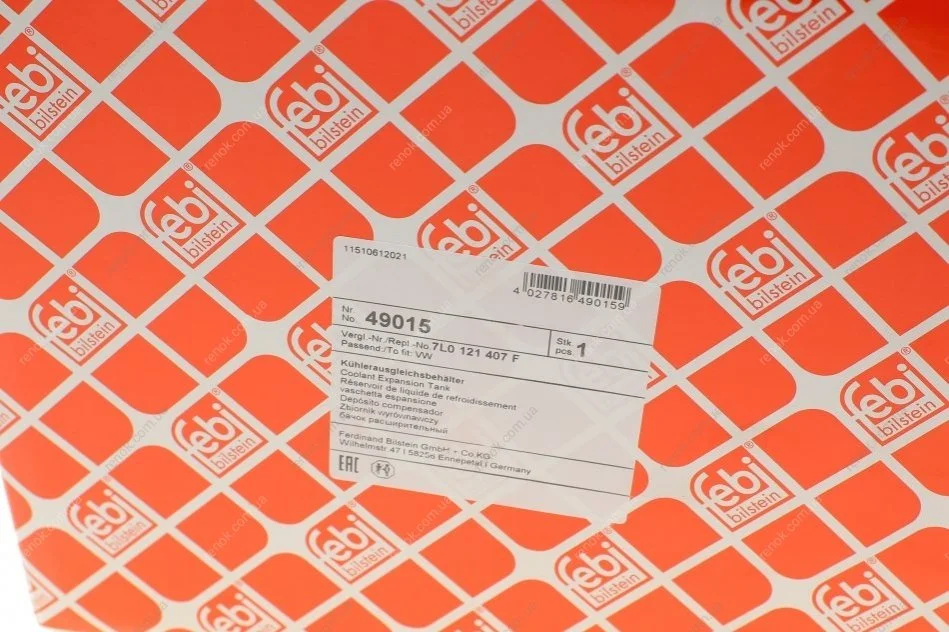 febi
bilstein
11510612021
4 027816 490159
Nr.
No. 49015
Stk
pcs. 1
Vergl.-Nr./Repl.-No. 7L0 121 407 F
Passend:/To fit: VW
Kühlerausgleichsbehälter
Coolant Expansion Tank
Réservoir de liquide de refroidissement
vaschetta espansione
Depósito compensador
Zbiornik wyrównawczy
бачок расширительный
Ferdinand Bilstein GmbH + Co.KG.
Wilhelmstr. 47 I 58256 Ennepetal I Germany
EAC
renok.com.ua